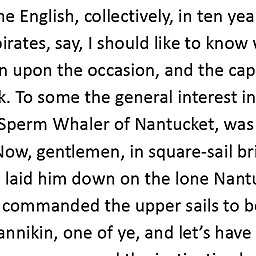 he English, collectively, in ten yea
pirates, say, I should like to know w
n upon the occasion, and the cap
k. To some the general interest in
Sperm Whaler of Nantucket, was
Now, gentlemen, in square-sail bri
laid him down on the lone Nantu
commanded the upper sails to be
annikin, one of ye, and let's have